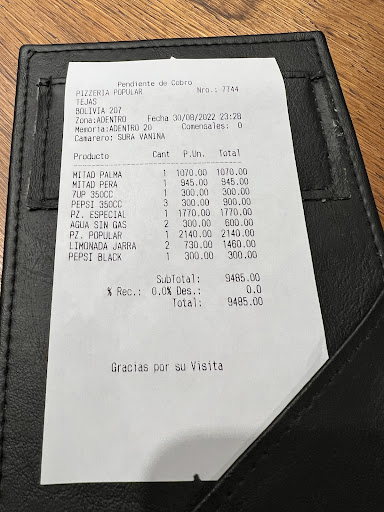 Pendiente de Cobro
PIZZERIA POPULAR Nro.: 7744
TEJAS
BOLIVIA 207
Zona:ADENTRO Fecha 30/08/2022 23:28
Memoria:ADENTRO 20 Comensales: 0
Camarero: SURA VANINA
Producto Cant P.Un. Total
MITAD PALMA 1 1070.00 1070.00
MITAD PERA 1 945.00 945.00
7UP 350CC 1 300.00 300.00
PEPSI 350CC 3 300.00 900.00
PZ. ESPECIAL 1 1770.00 1770.00
AGUA SIN GAS 2 300.00 600.00
PZ. POPULAR 1 2140.00 2140.00
LIMONADA JARRA 2 730.00 1460.00
PEPSI BLACK 1 300.00 300.00
SubTotal: 9485.00
% Rec.: 0.0% Des.: 0.0
Total: 9485.00
Gracias por su Visita